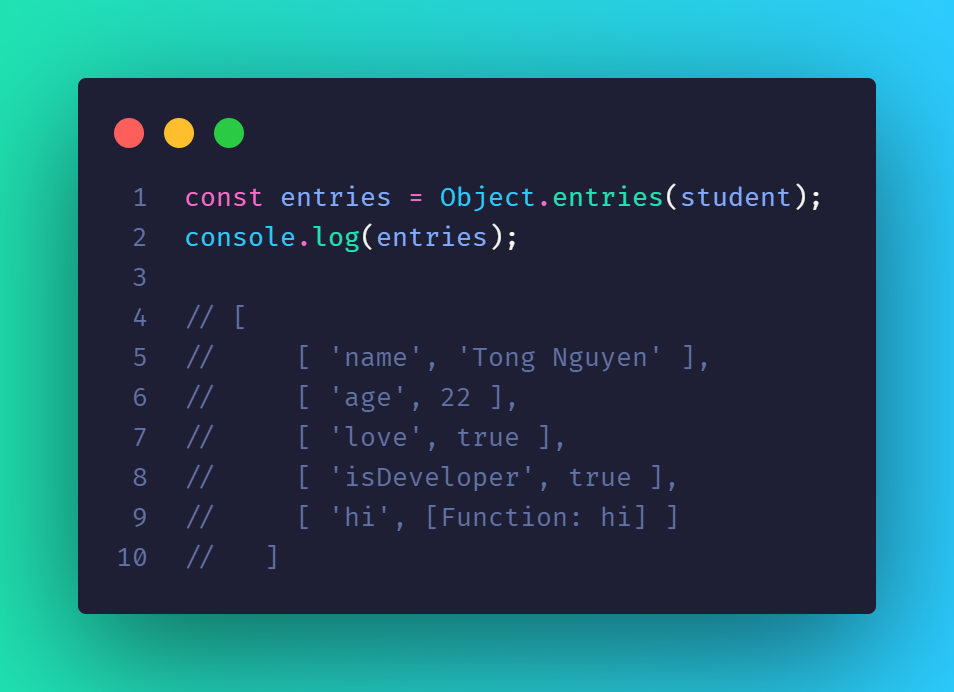 1 const entries = Object.entries(student);
2 console.log(entries);
3
4 // [
5 //     [ 'name', 'Tong Nguyen' ],
6 //     [ 'age', 22 ],
7 //     [ 'love', true ],
8 //     [ 'isDeveloper', true ],
9 //     [ 'hi', [Function: hi] ]
10 //   ]